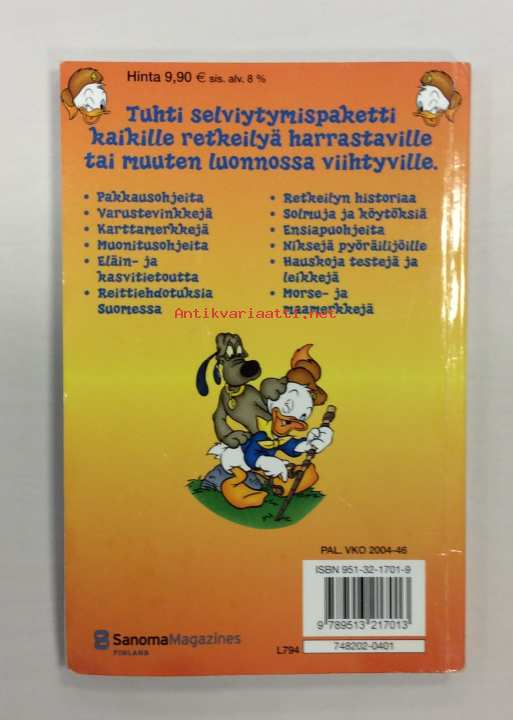 Hinta 9,90 € sis. alv. 8 %
Tuhti selviytymispaketti
kaikille retkeilyä harrastaville
tai muuten luonnossa viihtyville.
• Pakkausohjeita
• Varustevinkkejä
• Karttamerkkejä
• Muonitusohjeita
• Eläin- ja
kasvitietoutta
• Reittiehdotuksia
Suomessa
• Retkeilyn historiaa
• Solmuja ja köytöksiä
• Ensiapuohjeita
• Niksejä pyöräilijöille
• Hauskoja testejä ja
leikkejä
• Morse- ja
maamerkkejä
Antikvariaatti.net
PAL. VKO 2004-46
ISBN 951-32-1701-9
9 789513 217013
L794 748202-0401
SanomaMagazines
FINLAND